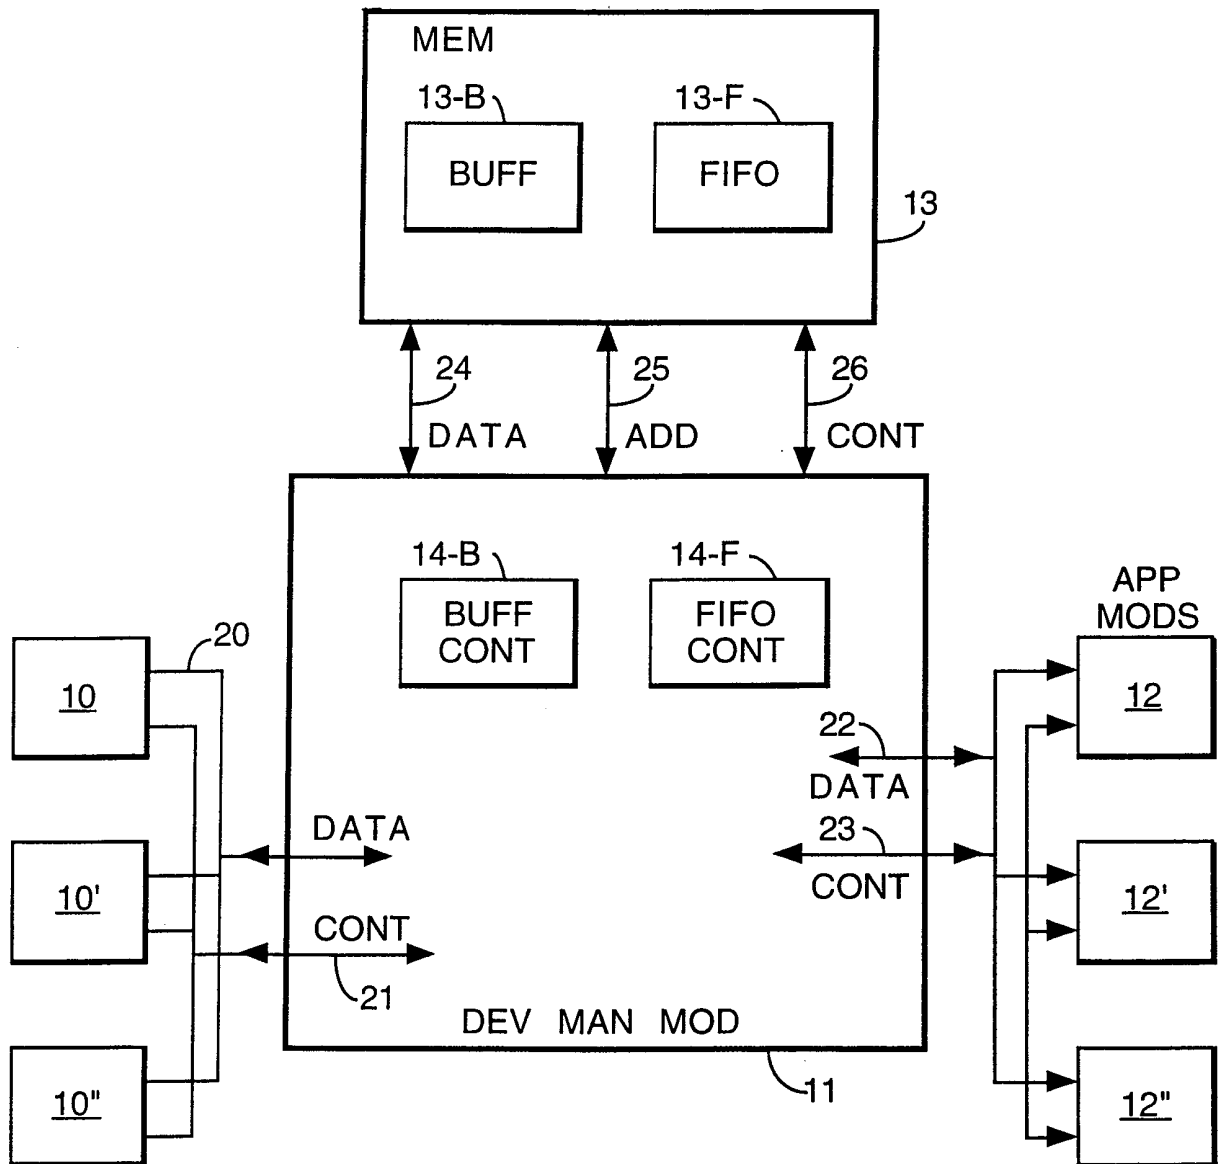 MEM
13-B
13-F
BUFF
FIFO
13
24
25
26
DATA
ADD
CONT
14-B
14-F
BUFF
CONT
FIFO
CONT
APP
MODS
20
10
12
22
DATA
DATA
23
CONT
10'
12'
CONT
21
DEV MAN MOD
11
10"
12"